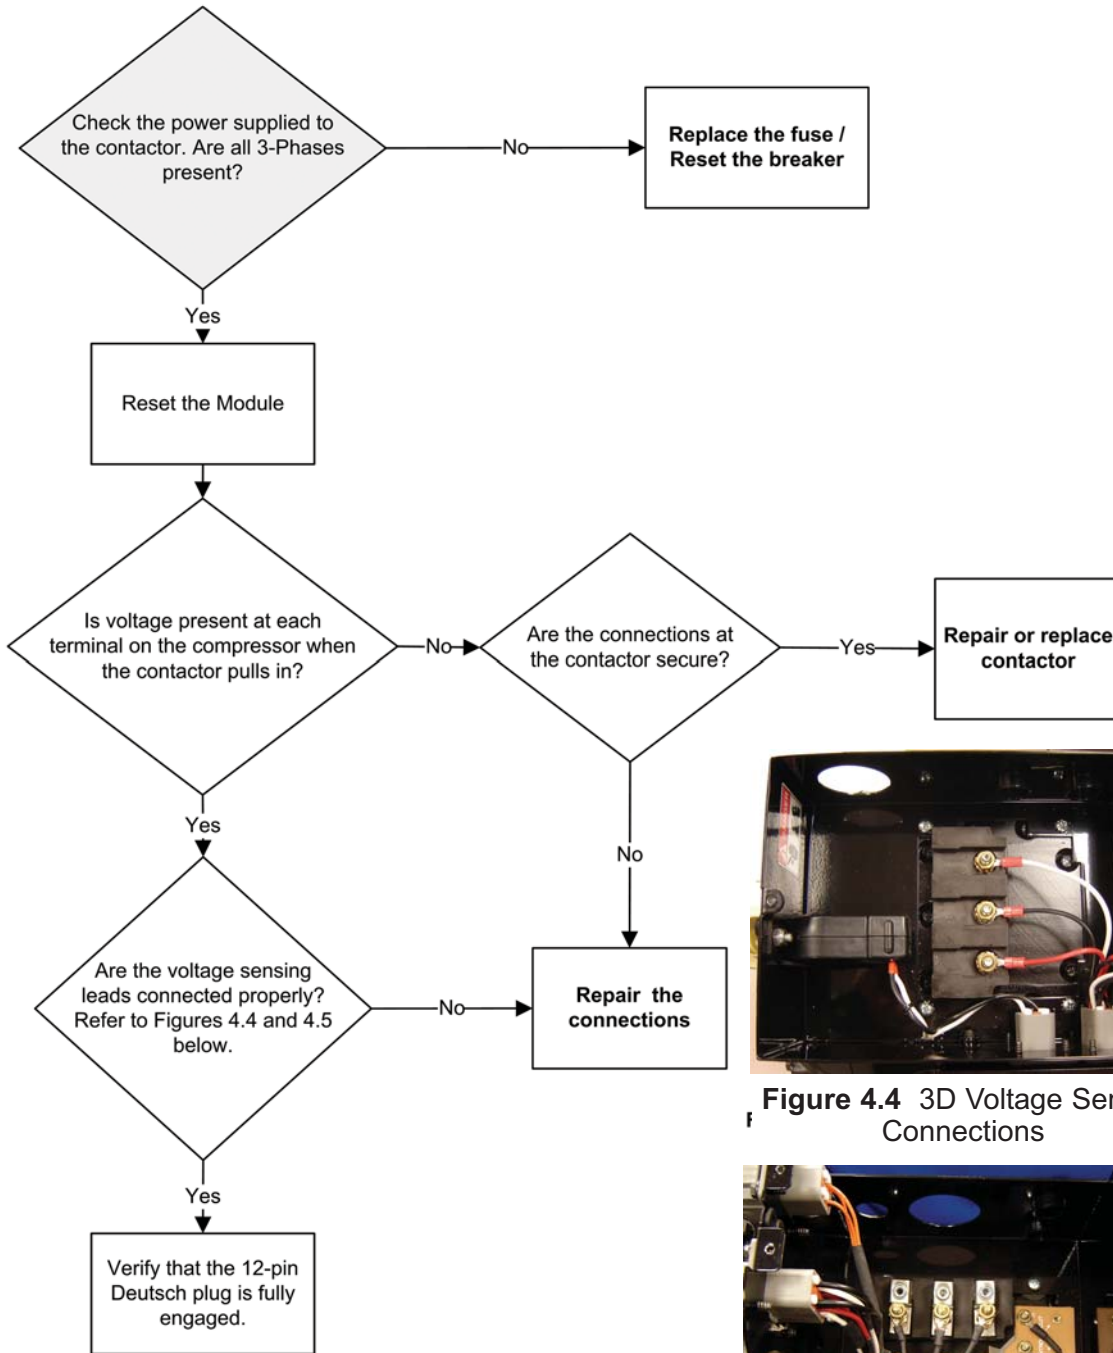 Check the power supplied to
the contactor. Are all 3-Phases
present?
No
Replace the fuse /
Reset the breaker
Yes
Reset the Module
Is voltage present at each
terminal on the compressor when
the contactor pulls in?
No
Are the connections at
the contactor secure?
Yes
Repair or replace
contactor
Yes
No
Are the voltage sensing
leads connected properly?
Refer to Figures 4.4 and 4.5
below.
No
Repair the
connections
Figure 4.4 3D Voltage
Connections
Yes
Verify that the 12-pin
Deutsch plug is fully
engaged.